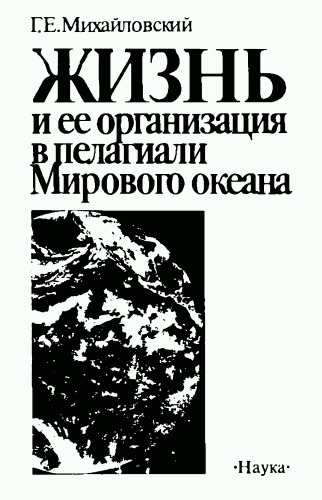 Г.Е.Михайловский
ЖИЗНЬ
и ее организация
в пелагиали
Мирового океана
·Наука·